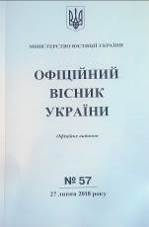 МІНІСТЕРСТВО ЮСТИЦІЇ УКРАЇНИ
ОФІЦІЙНИЙ
ВІСНИК
УКРАЇНИ
Офіційне видання
№ 57
27 липня 2018 року